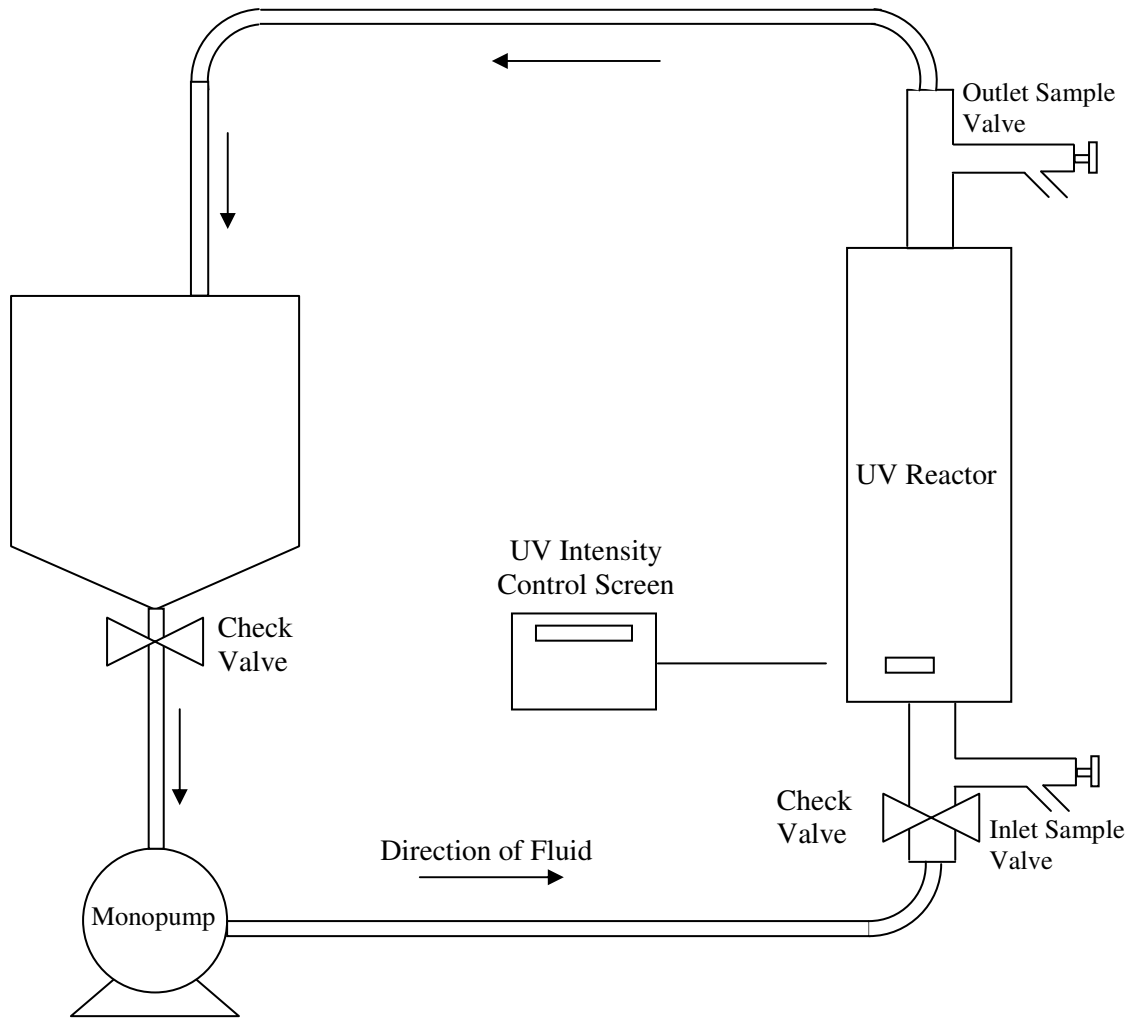 Outlet Sample
Valve
UV Reactor
UV Intensity
Control Screen
Check
Valve
Check
Valve
Inlet Sample
Valve
Direction of Fluid
Monopump